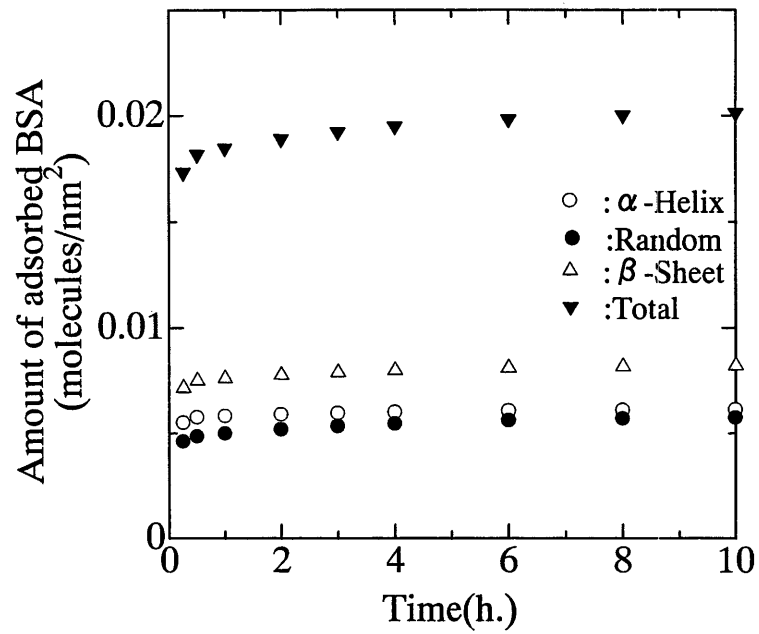 Amount of adsorbed BSA
(molecules/nm²)
0.02
0.01
0
○ : α-Helix
● :Random
△ : β-Sheet
▼ :Total
0 2 4 6 8 10
Time(h.)